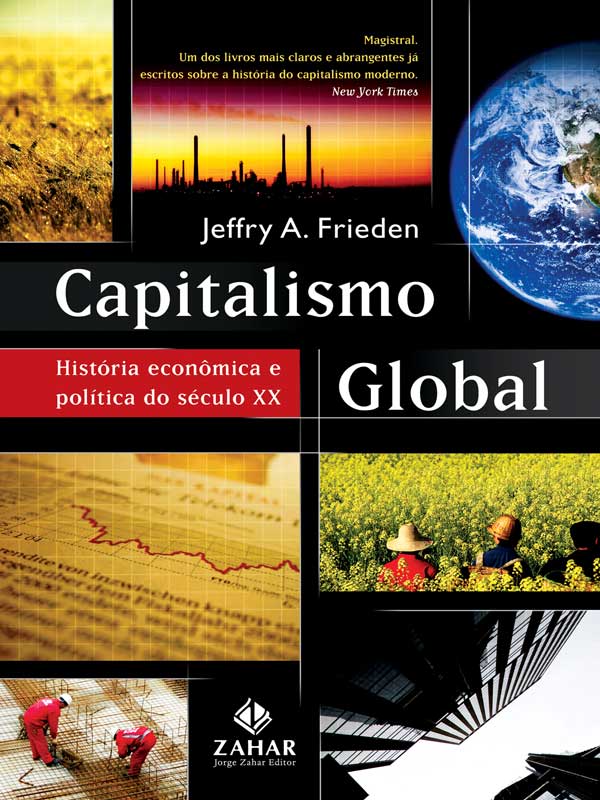 Magistral.
Um dos livros mais claros e abrangentes já
escritos sobre a história do capitalismo moderno.
New York Times
Jeffry A. Frieden
Capitalismo
Global
História econômica e
política do século XX
ZAHAR
Jorge Zahar Editor